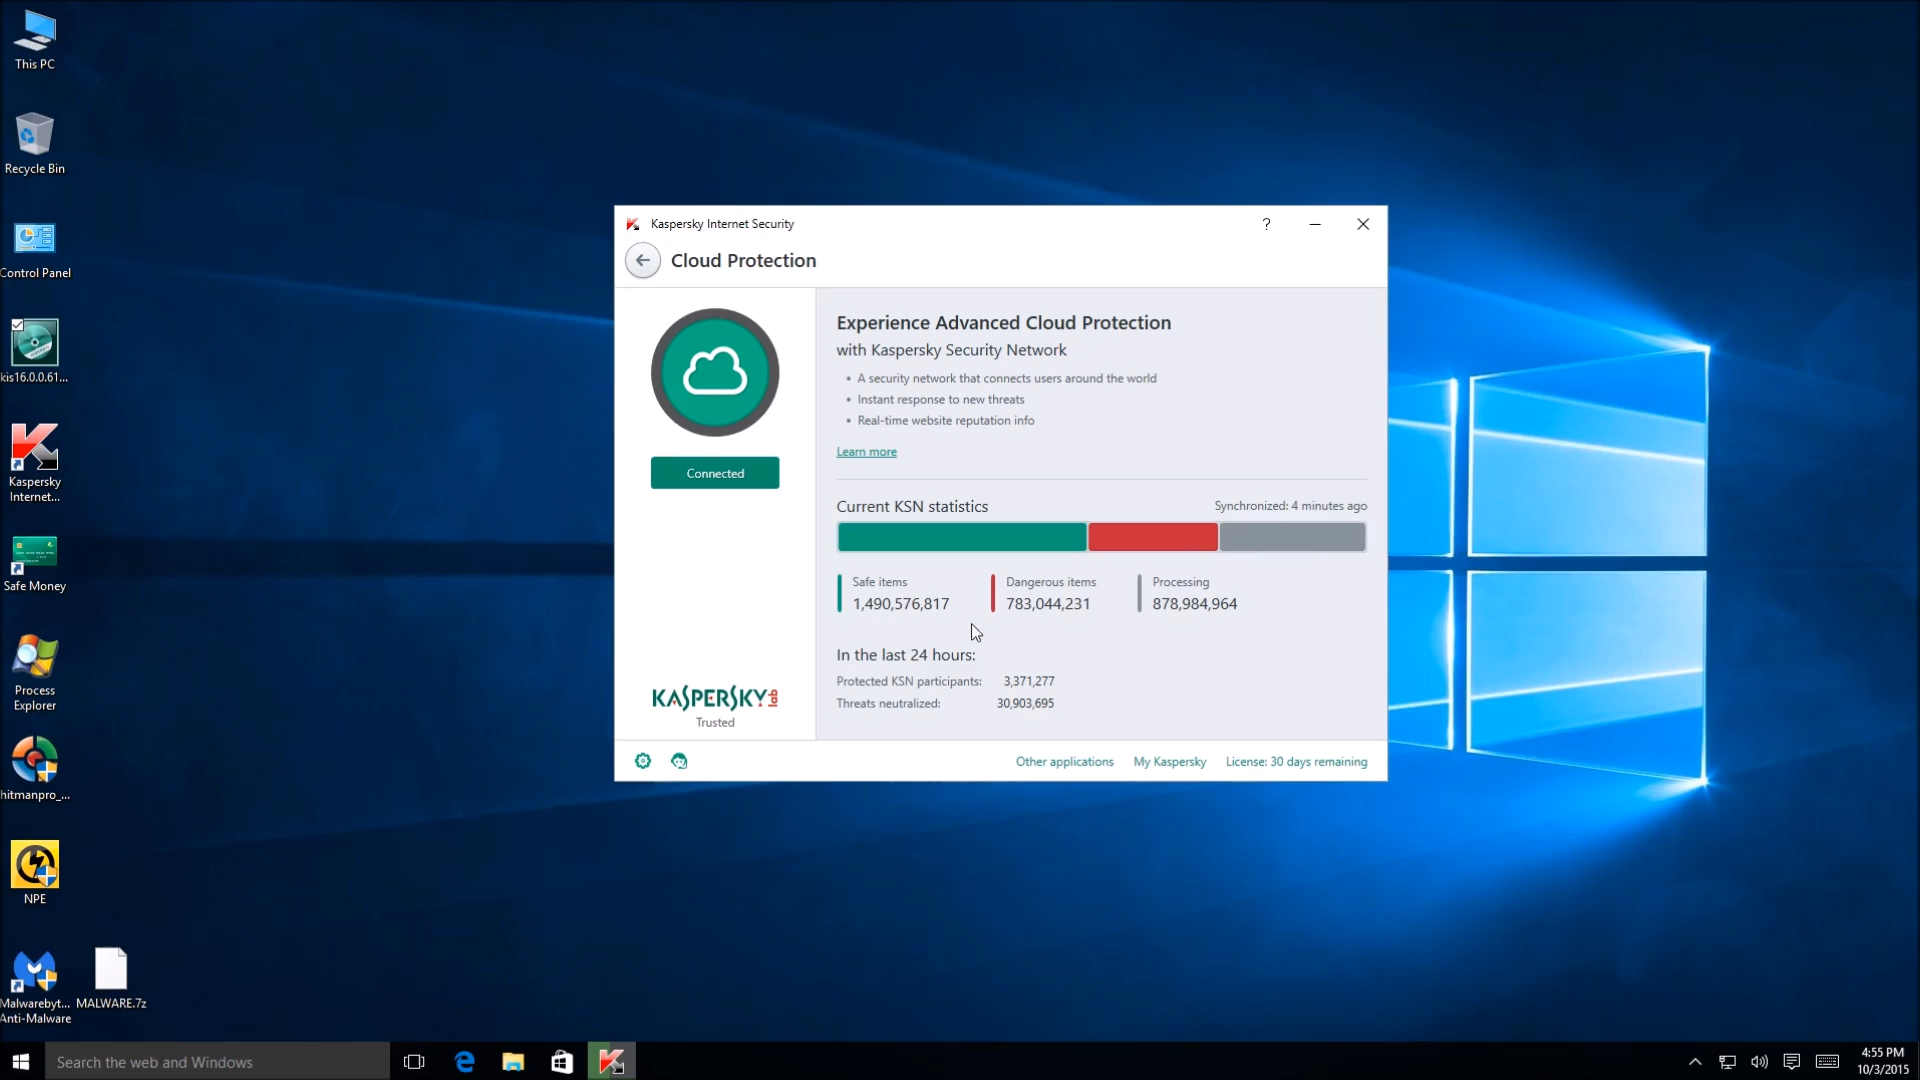 This PC
Recycle Bin
Control Panel
kis16.0.0.61...
Kaspersky
Internet...
Safe Money
Process
Explorer
hitmanpro_...
NPE
Malwarebyt...
Anti-Malware
MALWARE.7z
Kaspersky Internet Security
?
Cloud Protection
Connected
KASPERSKY lab
Trusted
Experience Advanced Cloud Protection
with Kaspersky Security Network
• A security network that connects users around the world
• Instant response to new threats
• Real-time website reputation info
Learn more
Current KSN statistics
Synchronized: 4 minutes ago
Safe items
1,490,576,817
Dangerous items
783,044,231
Processing
878,984,964
In the last 24 hours:
Protected KSN participants: 3,371,277
Threats neutralized: 30,903,695
Other applications
My Kaspersky
License: 30 days remaining
Search the web and Windows
4:55 PM
10/3/2015